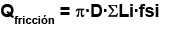 Qfricción = π·D·ΣLi·fsi